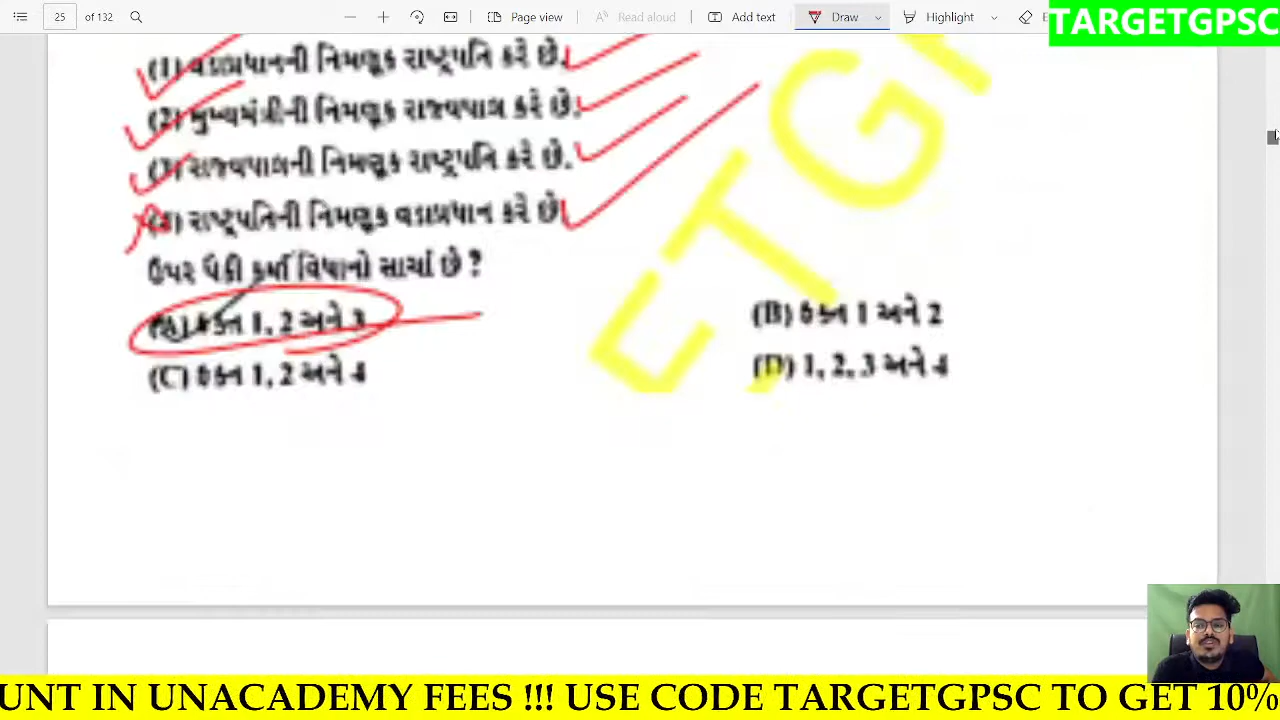 25 of 132 Page view Read aloud Add text Draw Highlight
TARGETGPSC
(1) વડાપ્રધાનની નિમણૂક રાષ્ટ્રપતિ કરે છે.
(2) મુખ્યમંત્રીની નિમણૂક રાજ્યપાલ કરે છે.
(3) રાજ્યપાલની નિમણૂક રાષ્ટ્રપતિ કરે છે.
(4) રાષ્ટ્રપતિની નિમણૂક વડાપ્રધાન કરે છે.
ઉપર પૈકી કયાં વિધાનો સાચાં છે ?
(A) ફક્ત 1, 2 અને 3
(B) ફક્ત 1 અને 2
(C) ફક્ત 1, 2 અને 4
(D) 1, 2, 3 અને 4
ETG
UNT IN UNACADEMY FEES !!! USE CODE TARGETGPSC TO GET 10%